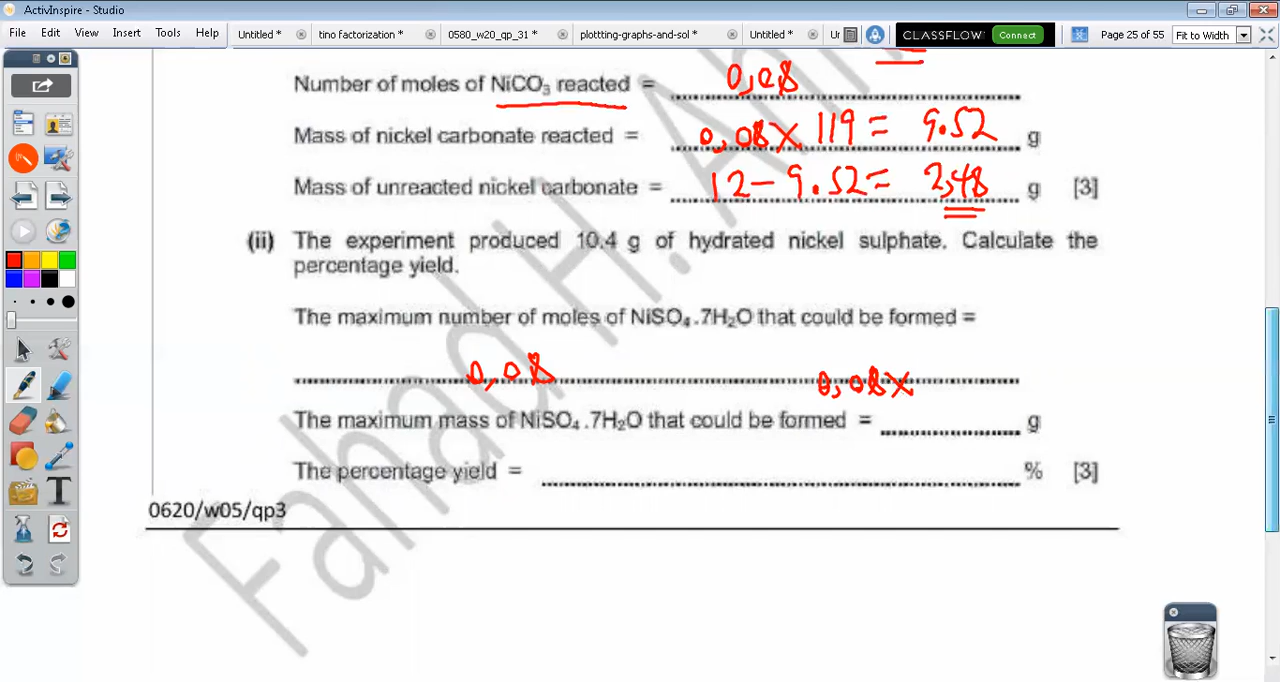 ActivInspire - Studio
File Edit View Insert Tools Help Untitled * tino factorization * 0580_w20_qp_31 * plottting-graphs-and-sol * Untitled * Ur CLASSFLOW Connect Page 25 of 55 Fit to Width
Number of moles of NiCO3 reacted = 0,08
Mass of nickel carbonate reacted = 0,08 x 119 = 9.52 g
Mass of unreacted nickel carbonate = 12 - 9.52 = 2,48 g [3]
(ii) The experiment produced 10.4 g of hydrated nickel sulphate. Calculate the
percentage yield.
The maximum number of moles of NiSO4 .7H2O that could be formed =
0,08 0,08 x
The maximum mass of NiSO4 .7H2O that could be formed = g
The percentage yield = % [3]
0620/w05/qp3